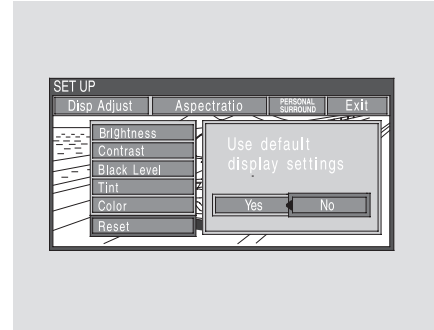 SET UP
Disp Adjust Aspectratio PERSONAL SURROUND Exit
Brightness
Contrast
Black Level
Tint
Color
Reset
Use default
display settings
Yes No